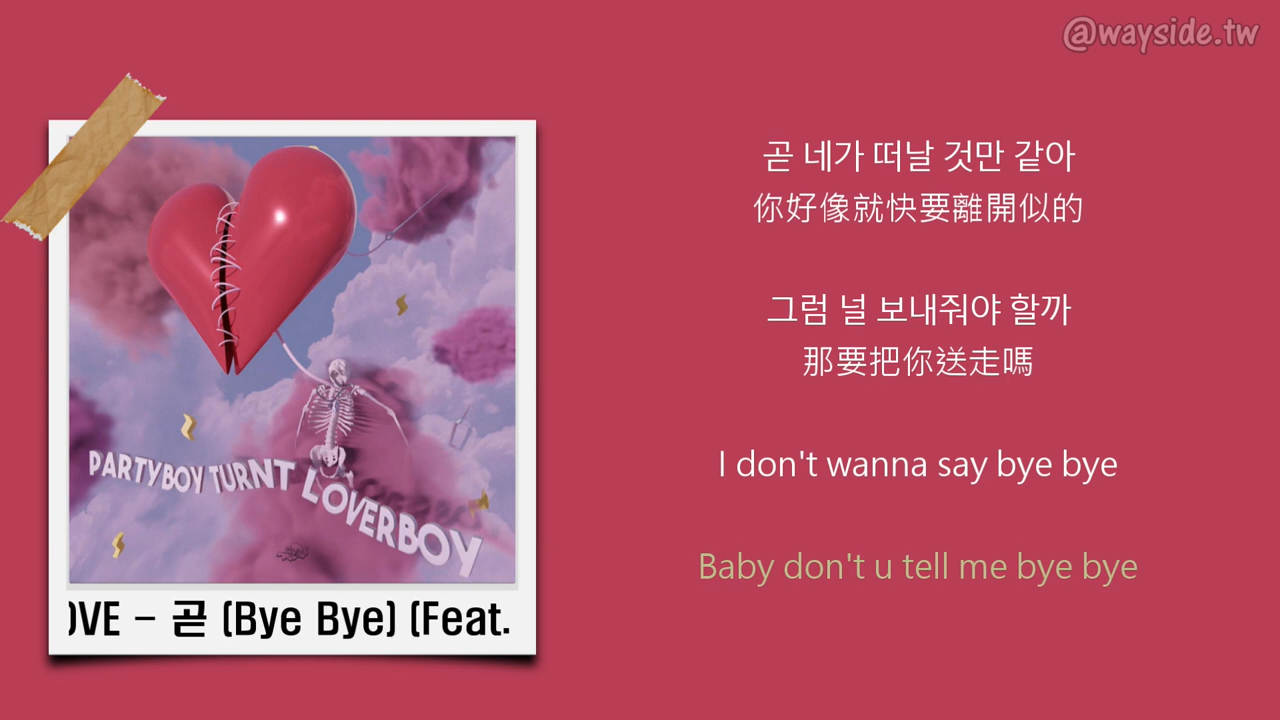 @wayside.tw
PARTYBOY TURNT LOVERBOY
OVE - 곧 (Bye Bye) (Feat.
곧 네가 떠날 것만 같아
你好像就快要離開似的
그럼 널 보내줘야 할까
那要把你送走嗎
I don't wanna say bye bye
Baby don't u tell me bye bye